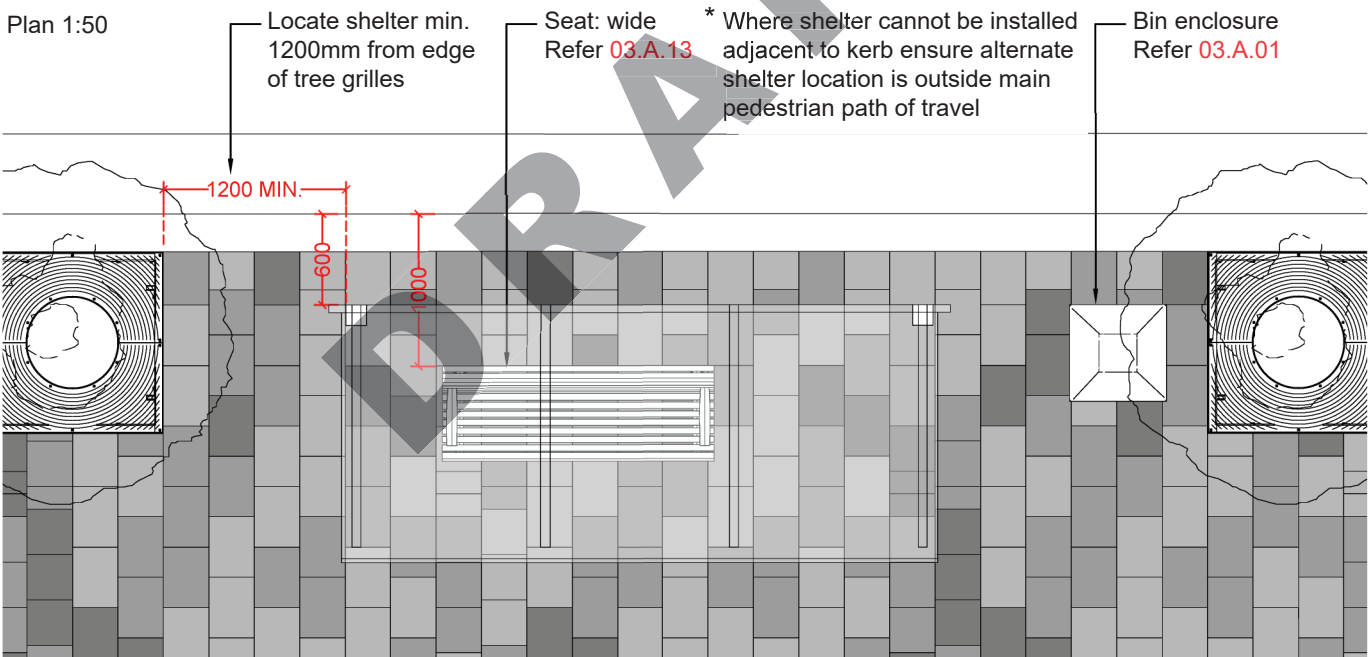 Plan 1:50
Locate shelter min.
1200mm from edge
of tree grilles
Seat: wide
Refer 03.A.13
* Where shelter cannot be installed
adjacent to kerb ensure alternate
shelter location is outside main
pedestrian path of travel
Bin enclosure
Refer 03.A.01
1200 MIN.
600
1000
DRA